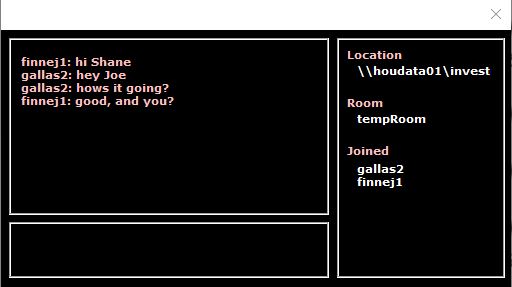 finnej1: hi Shane
gallas2: hey Joe
gallas2: hows it going?
finnej1: good, and you?
Location
\\houdata01\invest
Room
tempRoom
Joined
gallas2
finnej1